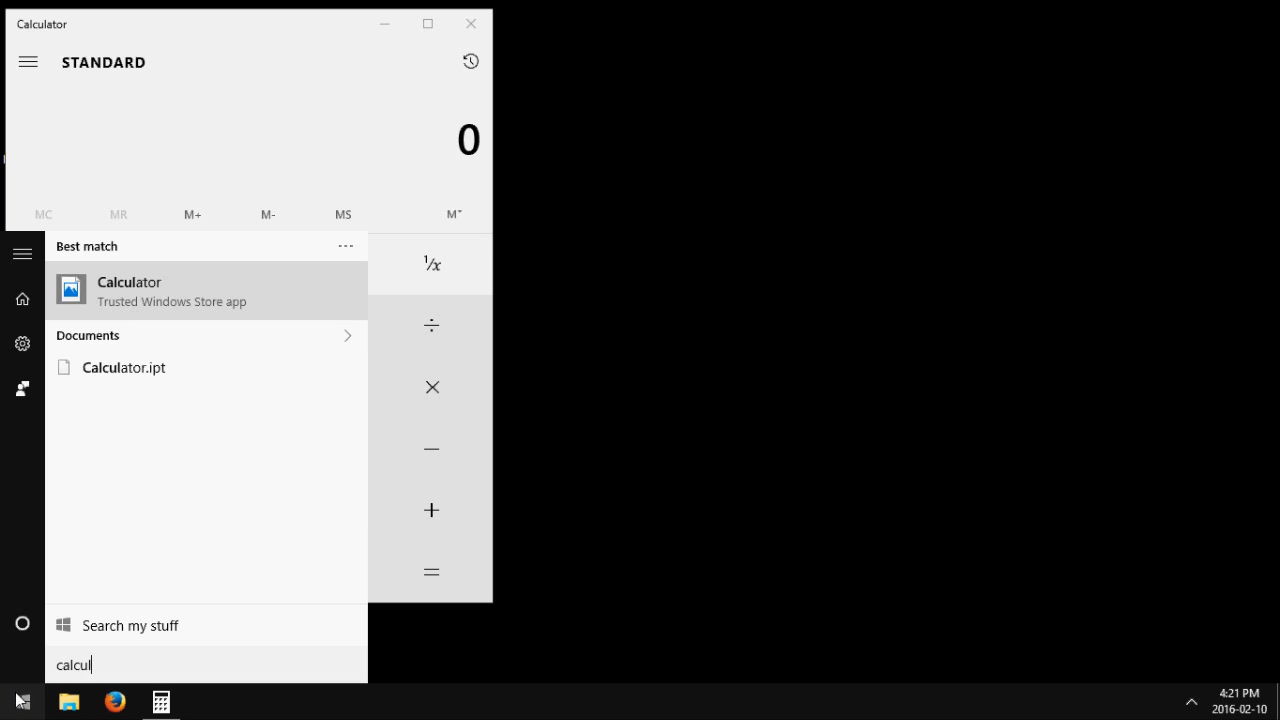 Calculator
STANDARD
0
MC MR M+ M- MS M˅
Best match
Calculator
Trusted Windows Store app
Documents
Calculator.ipt
¹/x
÷
×
−
+
=
Search my stuff
calcul
4:21 PM
2016-02-10